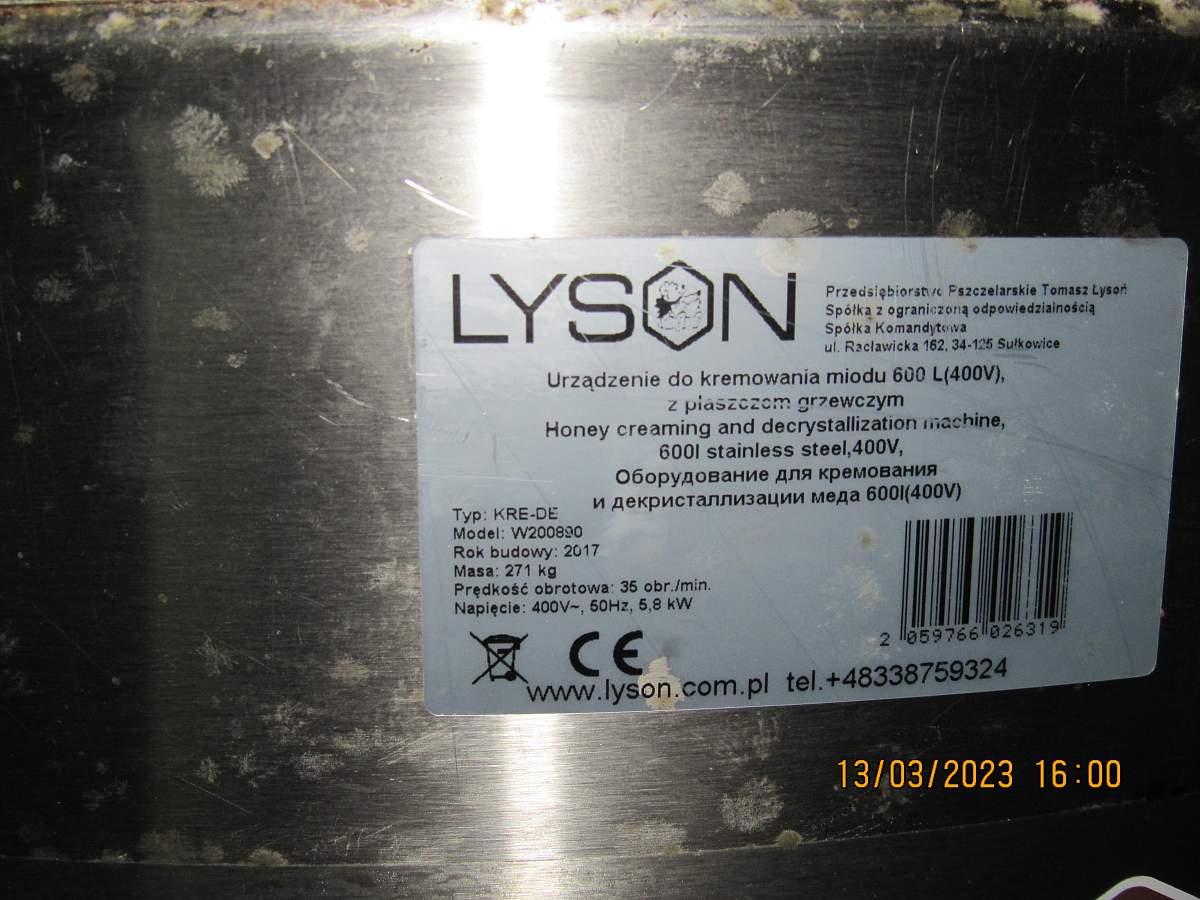 LYSON
Przedsiębiorstwo Pszczelarskie Tomasz Łysoń
Spółka z ograniczoną odpowiedzialnością
Spółka Komandytowa
ul. Racławicka 162, 34-125 Sułkowice
Urządzenie do kremowania miodu 600 L(400V),
z płaszczem grzewczym
Honey creaming and decrystallization machine,
600l stainless steel,400V,
Оборудование для кремования
и декристаллизации меда 600l(400V)
Typ: KRE-DE
Model: W200890
Rok budowy: 2017
Masa: 271 kg
Prędkość obrotowa: 35 obr./min.
Napięcie: 400V~, 50Hz, 5,8 kW
2 059766 026319
CE
www.lyson.com.pl tel.+48338759324
13/03/2023 16:00